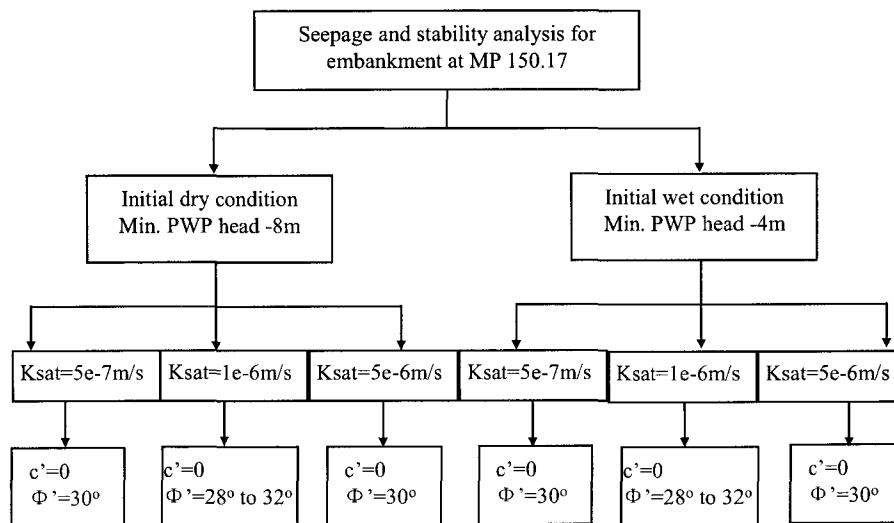 Seepage and stability analysis for
embankment at MP 150.17
Initial dry condition
Min. PWP head -8m
Initial wet condition
Min. PWP head -4m
Ksat=5e-7m/s
Ksat=1e-6m/s
Ksat=5e-6m/s
Ksat=5e-7m/s
Ksat=1e-6m/s
Ksat=5e-6m/s
c’=0
Φ’=30°
c’=0
Φ’=28° to 32°
c’=0
Φ’=30°
c’=0
Φ’=30°
c’=0
Φ’=28° to 32°
c’=0
Φ’=30°